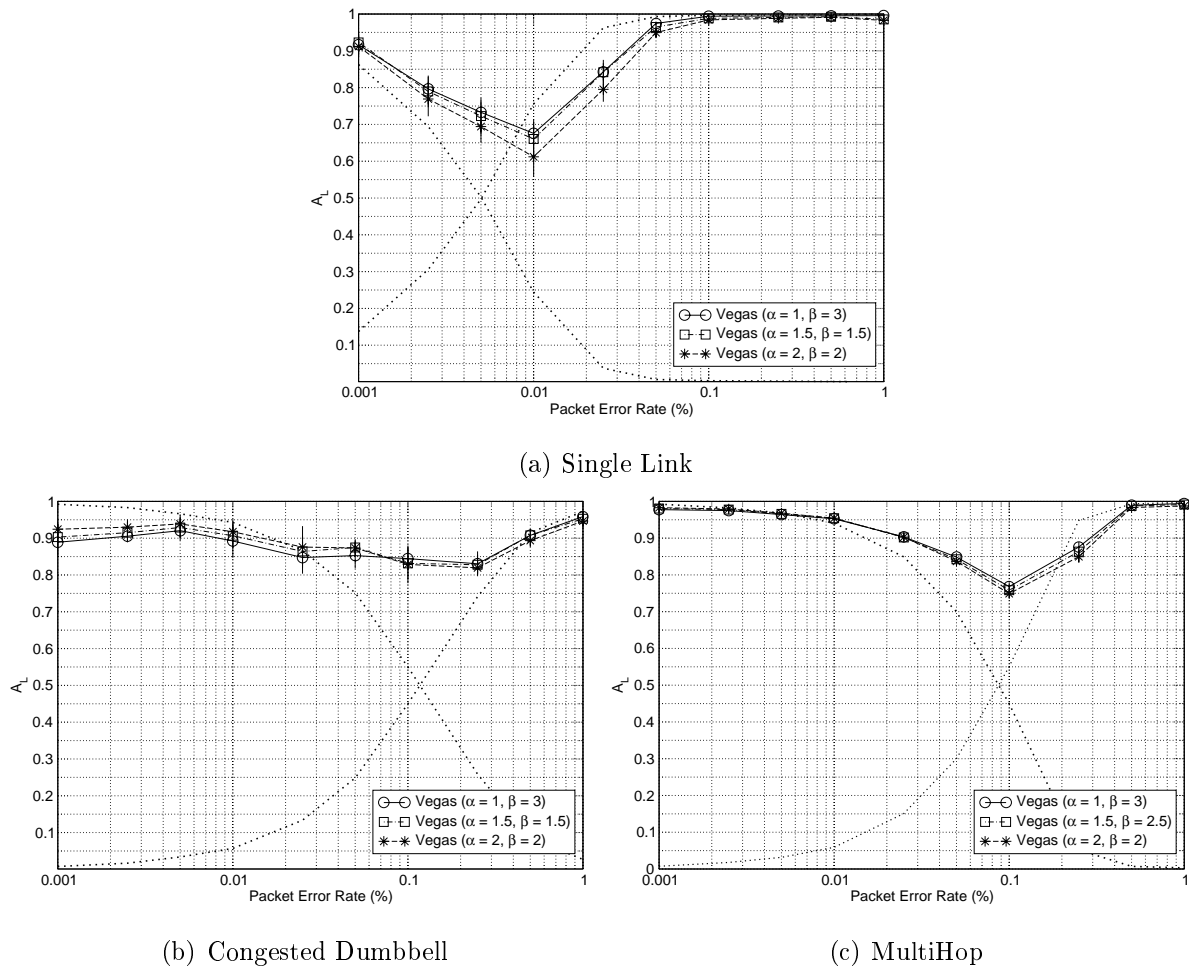 1
0.9
0.8
0.7
0.6
A_L
0.5
0.4
0.3
0.2
0.1
Vegas (α = 1, β = 3)
Vegas (α = 1.5, β = 1.5)
Vegas (α = 2, β = 2)
0.001 0.01 0.1 1
Packet Error Rate (%)
(a) Single Link
1
0.9
0.8
0.7
0.6
A_L
0.5
0.4
0.3
0.2
0.1
Vegas (α = 1, β = 3)
Vegas (α = 1.5, β = 1.5)
Vegas (α = 2, β = 2)
0.001 0.01 0.1 1
Packet Error Rate (%)
(b) Congested Dumbbell
1
0.9
0.8
0.7
0.6
A_L
0.5
0.4
0.3
0.2
0.1
0
Vegas (α = 1, β = 3)
Vegas (α = 1.5, β = 2.5)
Vegas (α = 2, β = 2)
0.001 0.01 0.1 1
Packet Error Rate (%)
(c) MultiHop